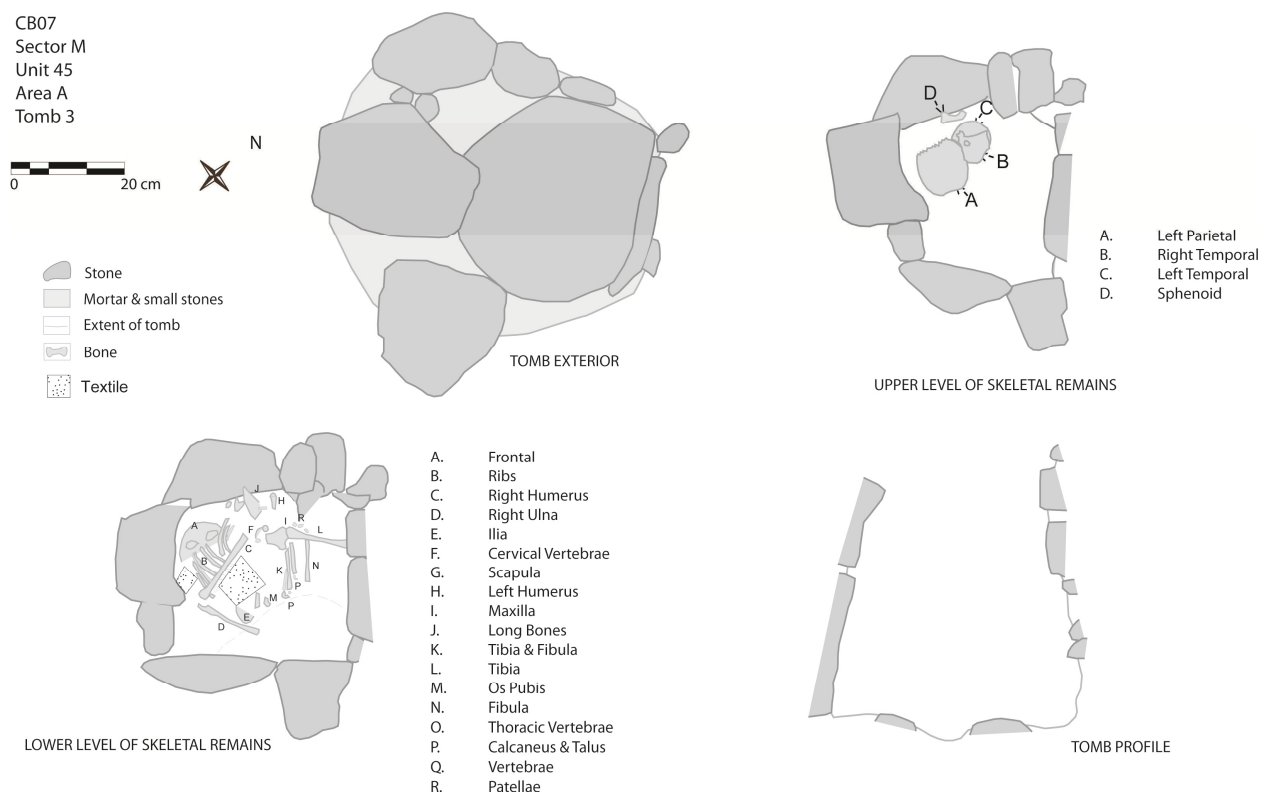 CB07
Sector M
Unit 45
Area A
Tomb 3
N
0 20 cm
Stone
Mortar & small stones
Extent of tomb
Bone
Textile
TOMB EXTERIOR
D
C
B
A
A. Left Parietal
B. Right Temporal
C. Left Temporal
D. Sphenoid
UPPER LEVEL OF SKELETAL REMAINS
J
H
A
F
I
R
L
C
B
K
N
P
M
P
E
D
LOWER LEVEL OF SKELETAL REMAINS
A. Frontal
B. Ribs
C. Right Humerus
D. Right Ulna
E. Ilia
F. Cervical Vertebrae
G. Scapula
H. Left Humerus
I. Maxilla
J. Long Bones
K. Tibia & Fibula
L. Tibia
M. Os Pubis
N. Fibula
O. Thoracic Vertebrae
P. Calcaneus & Talus
Q. Vertebrae
R. Patellae
TOMB PROFILE